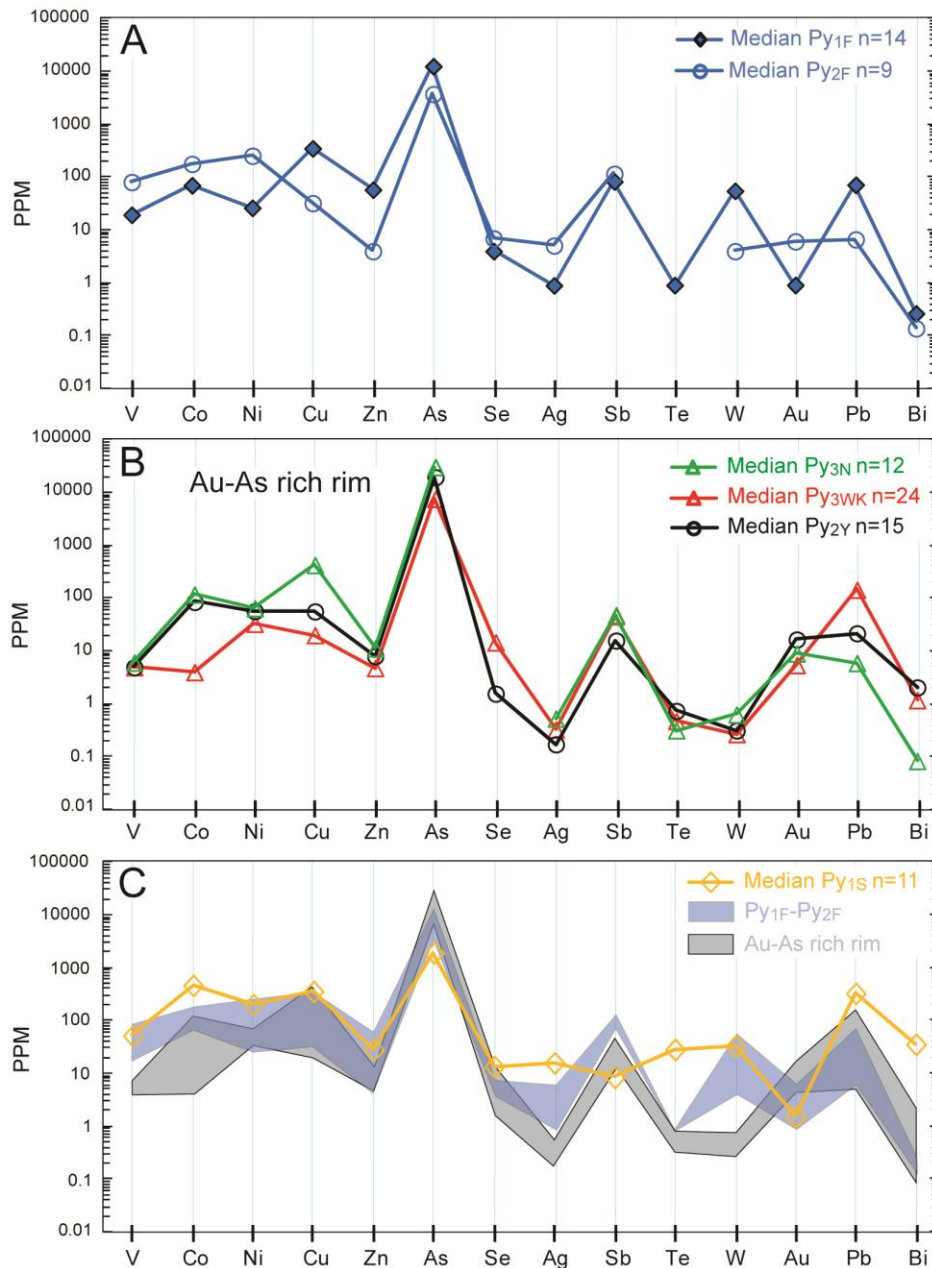 A
100000
10000
1000
100
10
1
0.1
0.01
PPM
Median Py1F n=14
Median Py2F n=9
V Co Ni Cu Zn As Se Ag Sb Te W Au Pb Bi
B
Au-As rich rim
100000
10000
1000
100
10
1
0.1
0.01
PPM
Median Py3N n=12
Median Py3WK n=24
Median Py2Y n=15
V Co Ni Cu Zn As Se Ag Sb Te W Au Pb Bi
C
100000
10000
1000
100
10
1
0.1
0.01
PPM
Median Py1S n=11
Py1F-Py2F
Au-As rich rim
V Co Ni Cu Zn As Se Ag Sb Te W Au Pb Bi